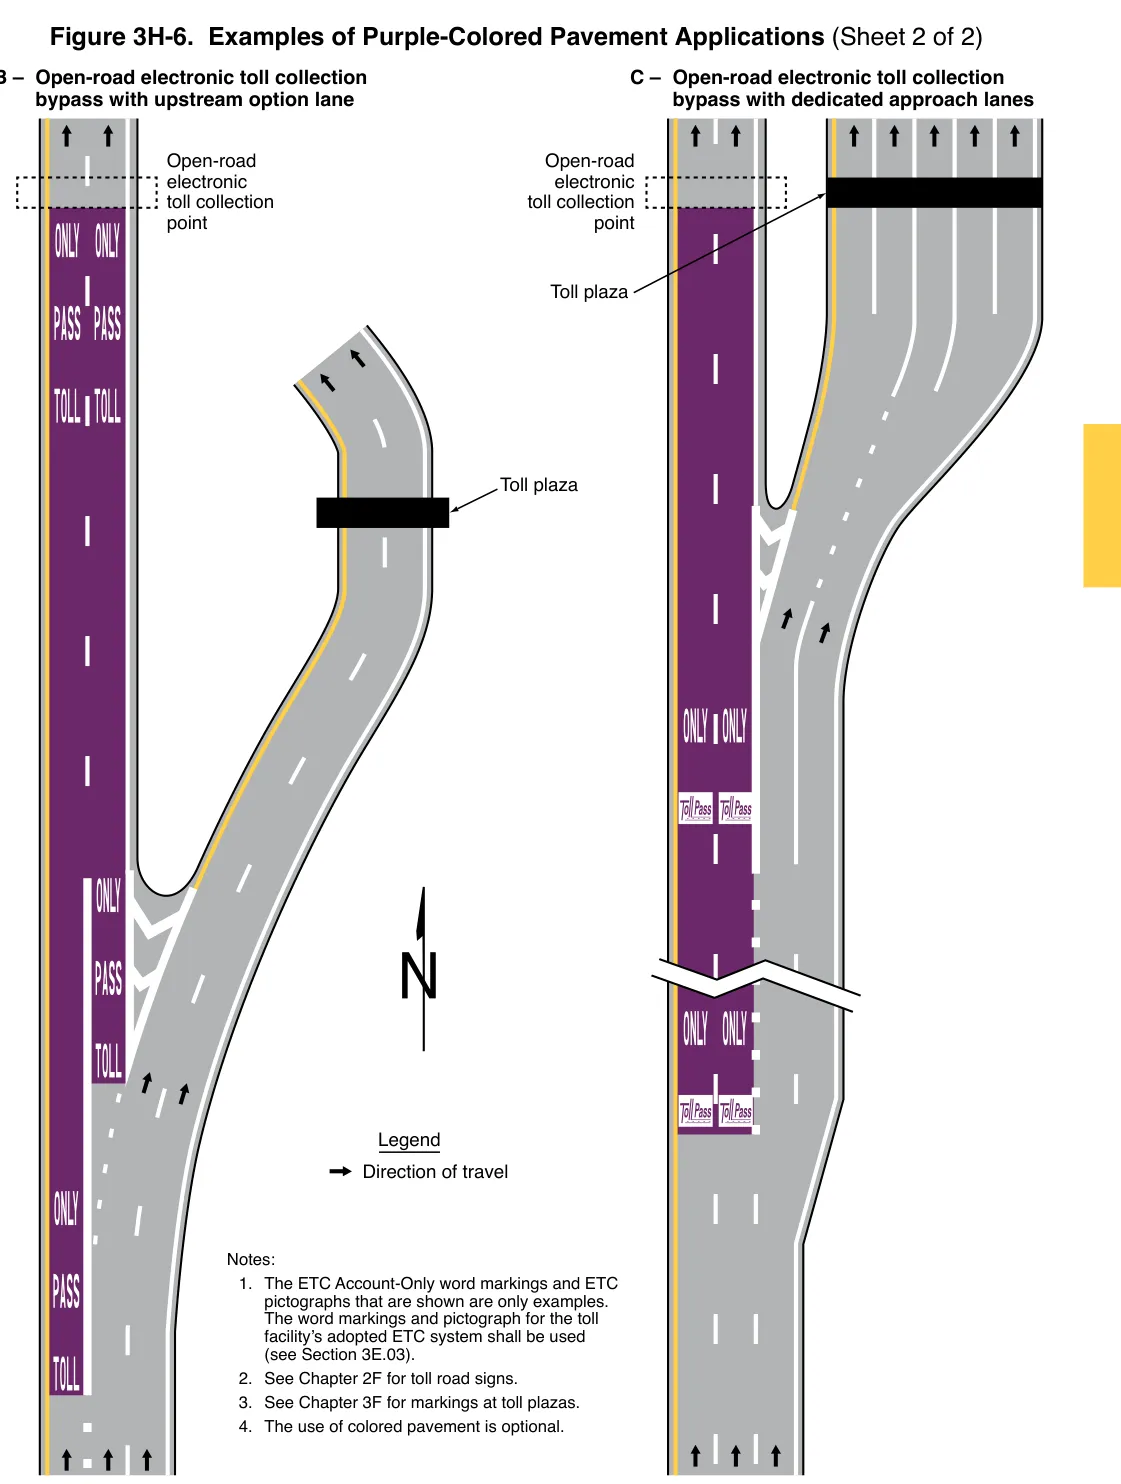 Figure 3H-6. Examples of Purple-Colored Pavement Applications (Sheet 2 of 2)
B – Open-road electronic toll collection
bypass with upstream option lane
C – Open-road electronic toll collection
bypass with dedicated approach lanes
Open-road
electronic
toll collection
point
ONLY ONLY
PASS PASS
TOLL TOLL
Toll plaza
ONLY
PASS
TOLL
ONLY
PASS
TOLL
Open-road
electronic
toll collection
point
Toll plaza
ONLY ONLY
Toll Pass Toll Pass
ONLY ONLY
Toll Pass Toll Pass
N
Legend
Direction of travel
Notes:
1. The ETC Account-Only word markings and ETC
pictographs that are shown are only examples.
The word markings and pictograph for the toll
facility's adopted ETC system shall be used
(see Section 3E.03).
2. See Chapter 2F for toll road signs.
3. See Chapter 3F for markings at toll plazas.
4. The use of colored pavement is optional.